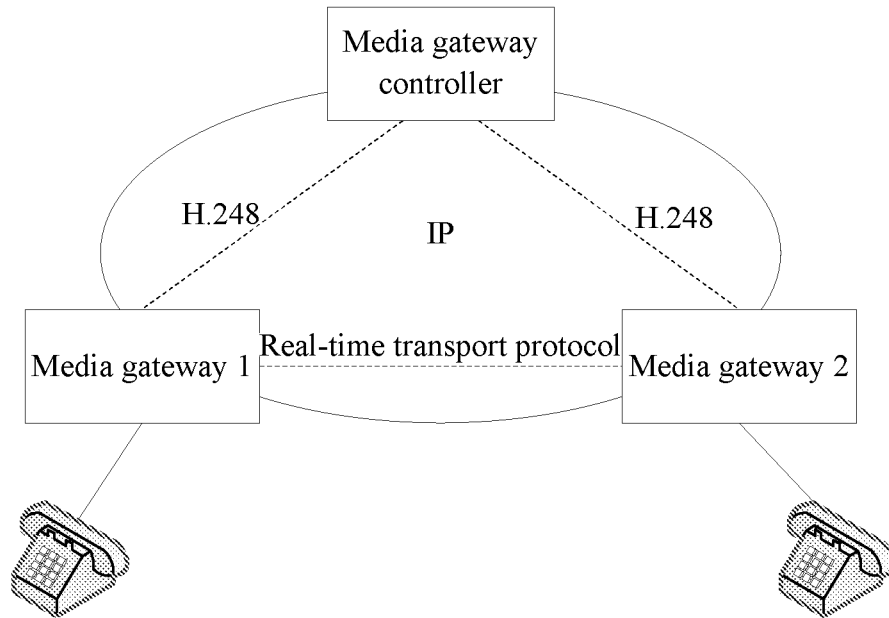 Media gateway
controller
H.248
H.248
IP
Real-time transport protocol
Media gateway 1
Media gateway 2